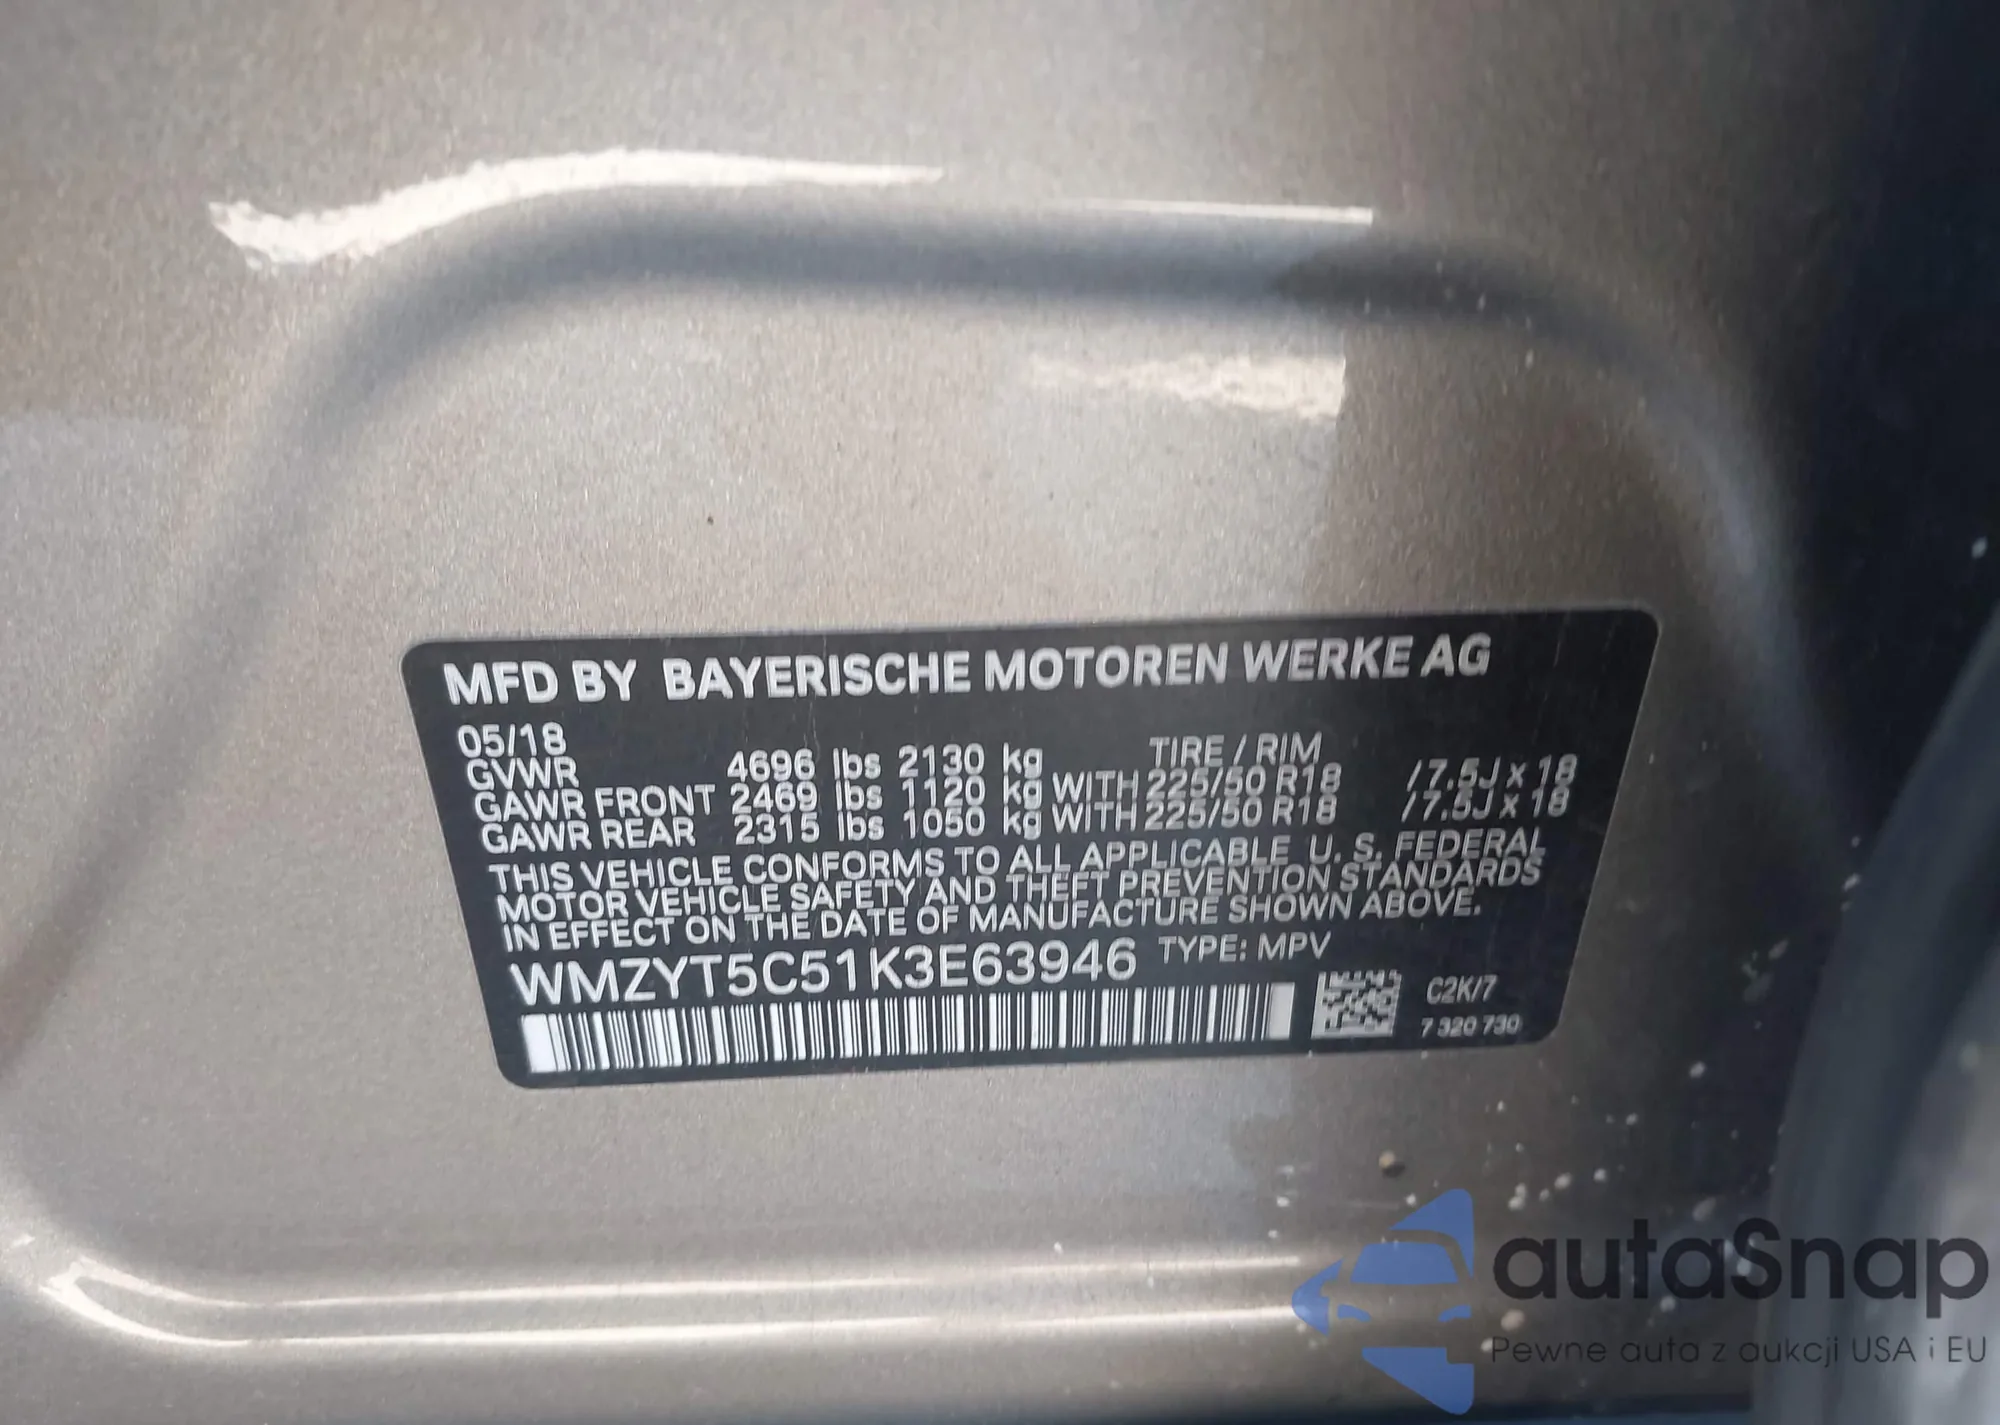 MFD BY BAYERISCHE MOTOREN WERKE AG
05/18
TIRE / RIM
GVWR 4696 lbs 2130 kg
GAWR FRONT 2469 lbs 1120 kg WITH 225/50 R18 /7.5J x 18
GAWR REAR 2315 lbs 1050 kg WITH 225/50 R18 /7.5J x 18
THIS VEHICLE CONFORMS TO ALL APPLICABLE U. S. FEDERAL
MOTOR VEHICLE SAFETY AND THEFT PREVENTION STANDARDS
IN EFFECT ON THE DATE OF MANUFACTURE SHOWN ABOVE.
WMZYT5C51K3E63946 TYPE: MPV
C2K/7
7 320 730
autaSnap
Pewne auta z aukcji USA i EU